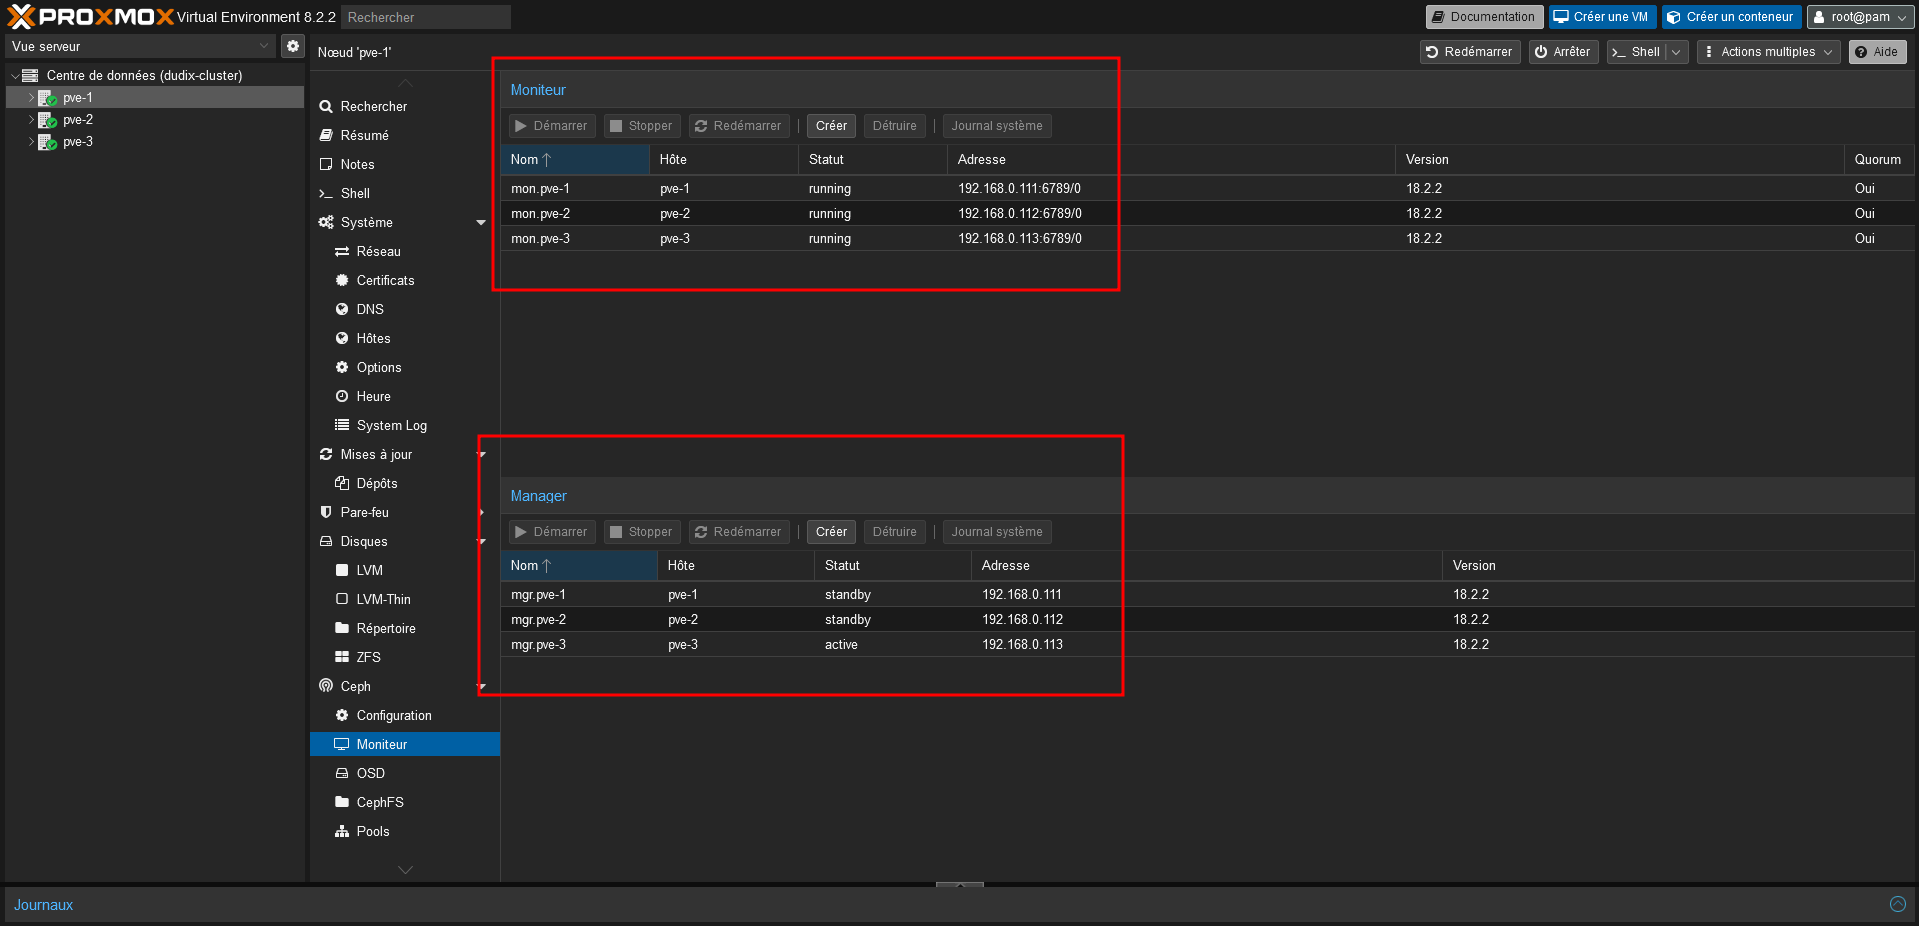 PROXMOX Virtual Environment 8.2.2 Rechercher Documentation Créer une VM Créer un conteneur root@pam
Vue serveur
Nœud 'pve-1' Redémarrer Arrêter Shell Actions multiples Aide
Centre de données (dudix-cluster)
pve-1
pve-2
pve-3
Rechercher
Résumé
Notes
Shell
Système
Réseau
Certificats
DNS
Hôtes
Options
Heure
System Log
Mises à jour
Dépôts
Pare-feu
Disques
LVM
LVM-Thin
Répertoire
ZFS
Ceph
Configuration
Moniteur
OSD
CephFS
Pools
Moniteur
Démarrer Stopper Redémarrer Créer Détruire Journal système
Nom Hôte Statut Adresse Version Quorum
mon.pve-1 pve-1 running 192.168.0.111:6789/0 18.2.2 Oui
mon.pve-2 pve-2 running 192.168.0.112:6789/0 18.2.2 Oui
mon.pve-3 pve-3 running 192.168.0.113:6789/0 18.2.2 Oui
Manager
Démarrer Stopper Redémarrer Créer Détruire Journal système
Nom Hôte Statut Adresse Version
mgr.pve-1 pve-1 standby 192.168.0.111 18.2.2
mgr.pve-2 pve-2 standby 192.168.0.112 18.2.2
mgr.pve-3 pve-3 active 192.168.0.113 18.2.2
Journaux